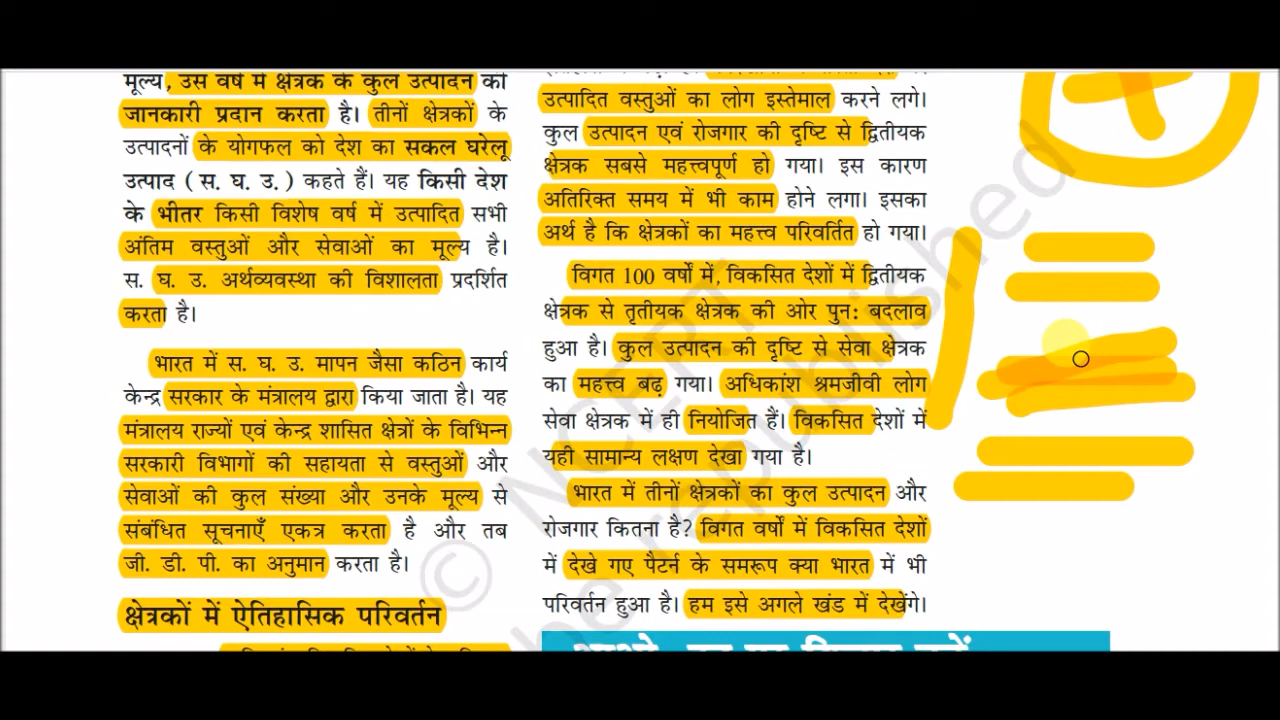 मूल्य, उस वर्ष में क्षेत्रक के कुल उत्पादन की
जानकारी प्रदान करता है। तीनों क्षेत्रकों के
उत्पादनों के योगफल को देश का सकल घरेलू
उत्पाद (स. घ. उ.) कहते हैं। यह किसी देश
के भीतर किसी विशेष वर्ष में उत्पादित सभी
अंतिम वस्तुओं और सेवाओं का मूल्य है।
स. घ. उ. अर्थव्यवस्था की विशालता प्रदर्शित
करता है।
भारत में स. घ. उ. मापन जैसा कठिन कार्य
केन्द्र सरकार के मंत्रालय द्वारा किया जाता है। यह
मंत्रालय राज्यों एवं केन्द्र शासित क्षेत्रों के विभिन्न
सरकारी विभागों की सहायता से वस्तुओं और
सेवाओं की कुल संख्या और उनके मूल्य से
संबंधित सूचनाएँ एकत्र करता है और तब
जी. डी. पी. का अनुमान करता है।
क्षेत्रकों में ऐतिहासिक परिवर्तन
उत्पादित वस्तुओं का लोग इस्तेमाल करने लगे।
कुल उत्पादन एवं रोजगार की दृष्टि से द्वितीयक
क्षेत्रक सबसे महत्त्वपूर्ण हो गया। इस कारण
अतिरिक्त समय में भी काम होने लगा। इसका
अर्थ है कि क्षेत्रकों का महत्त्व परिवर्तित हो गया।
विगत 100 वर्षों में, विकसित देशों में द्वितीयक
क्षेत्रक से तृतीयक क्षेत्रक की ओर पुन: बदलाव
हुआ है। कुल उत्पादन की दृष्टि से सेवा क्षेत्रक
का महत्त्व बढ़ गया। अधिकांश श्रमजीवी लोग
सेवा क्षेत्रक में ही नियोजित हैं। विकसित देशों में
यही सामान्य लक्षण देखा गया है।
भारत में तीनों क्षेत्रकों का कुल उत्पादन और
रोजगार कितना है? विगत वर्षों में विकसित देशों
में देखे गए पैटर्न के समरूप क्या भारत में भी
परिवर्तन हुआ है। हम इसे अगले खंड में देखेंगे।
© NCERT
be republished